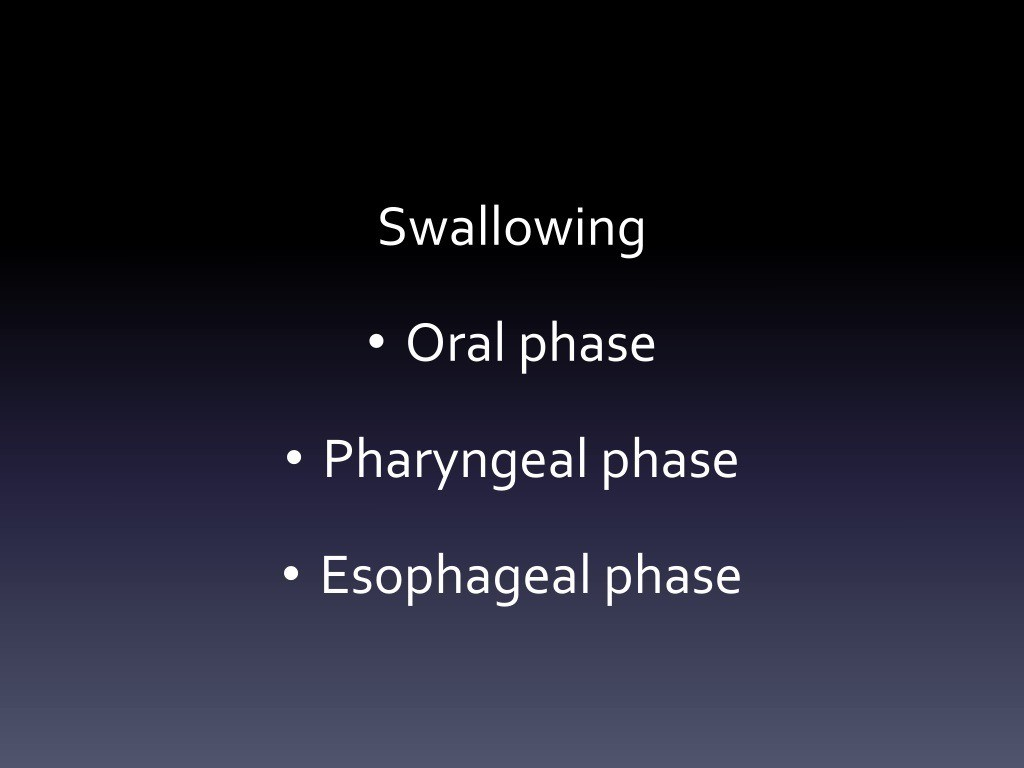 Swallowing
• Oral phase
• Pharyngeal phase
• Esophageal phase